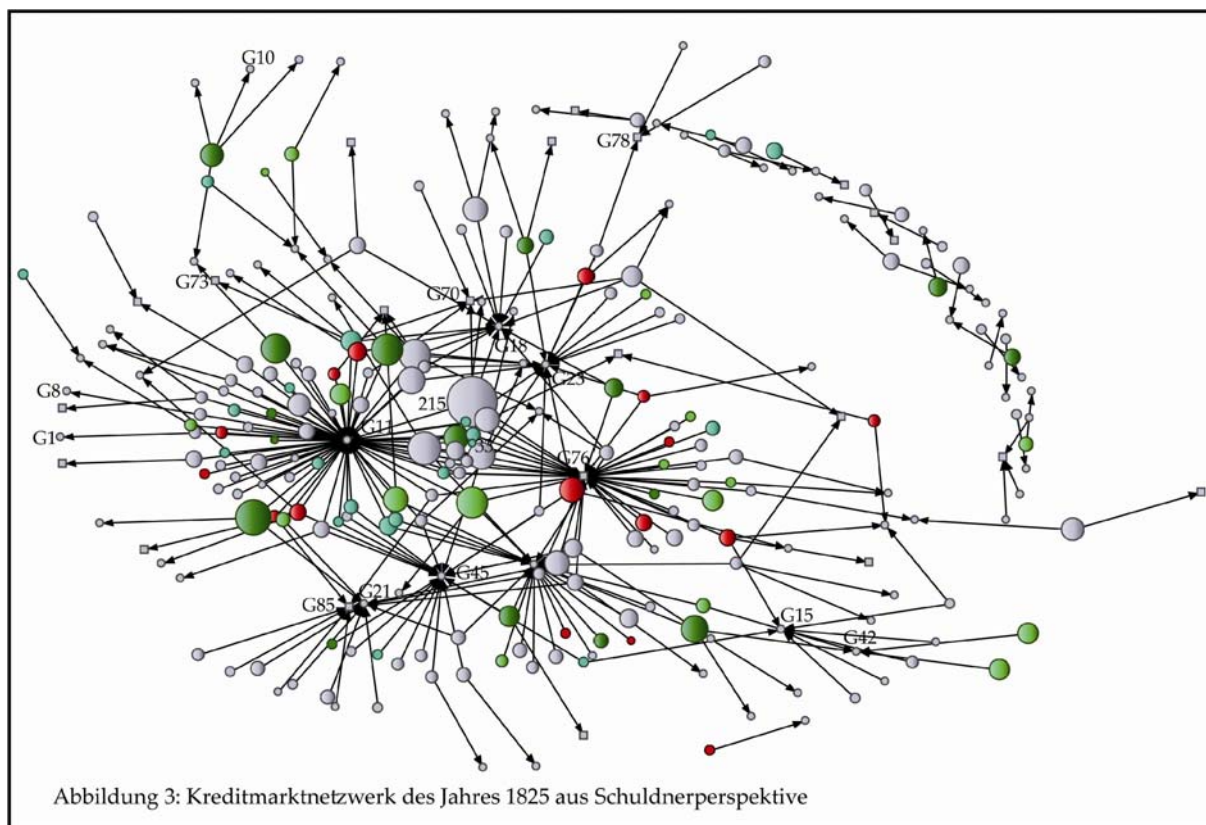 G10
G78
G73
G70
G18
G23
G8
215
G11
G1
33
G76
G45
G21
G85
G15
G42
Abbildung 3: Kreditmarktnetzwerk des Jahres 1825 aus Schuldnerperspektive